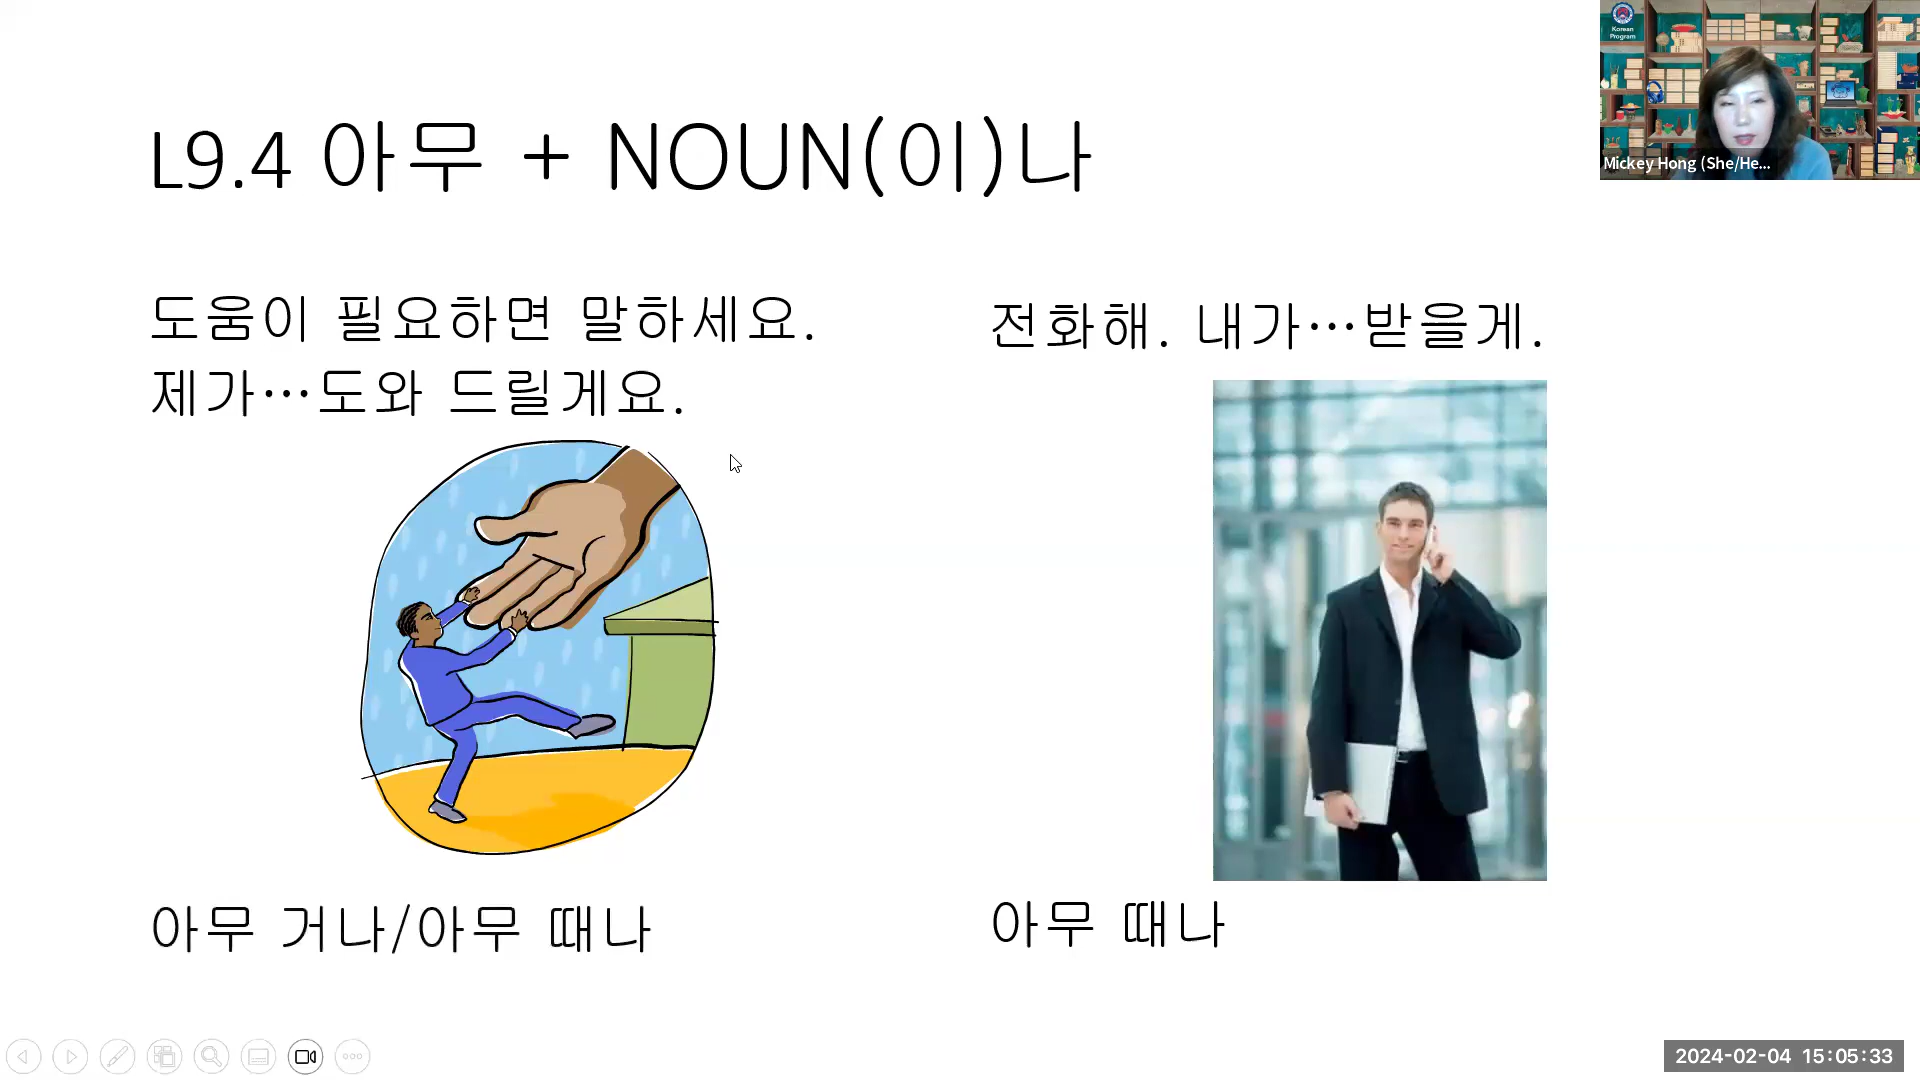 L9.4 아무 + NOUN(이)나
도움이 필요하면 말하세요.
제가…도와 드릴게요.
아무 거나/아무 때나
전화해. 내가…받을게.
아무 때나
Korean
Program
Mickey Hong (She/He...
2024-02-04 15:05:33